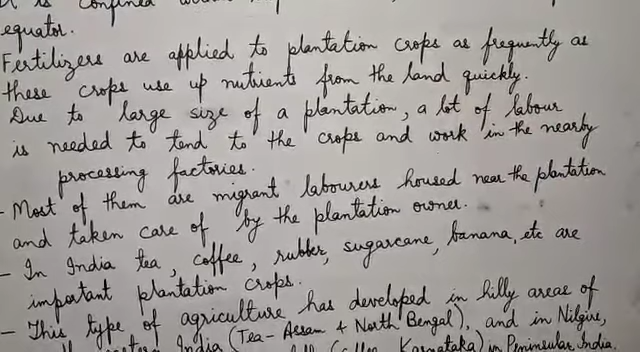 is confined
equator.
Fertilizers are applied to plantation crops as frequently as
these crops use up nutrients from the land quickly.
Due to large size of a plantation, a lot of labour
is needed to tend to the crops and work in the nearby
processing factories.
- Most of them are migrant labourers housed near the plantation
and taken care of by the plantation owner.
- In India tea, coffee, rubber, sugarcane, banana, etc are
important plantation crops.
- This type of agriculture has developed in hilly areas of
India (Tea - Assam + North Bengal), and in Nilgiri,
Karnataka) in Peninsular India.